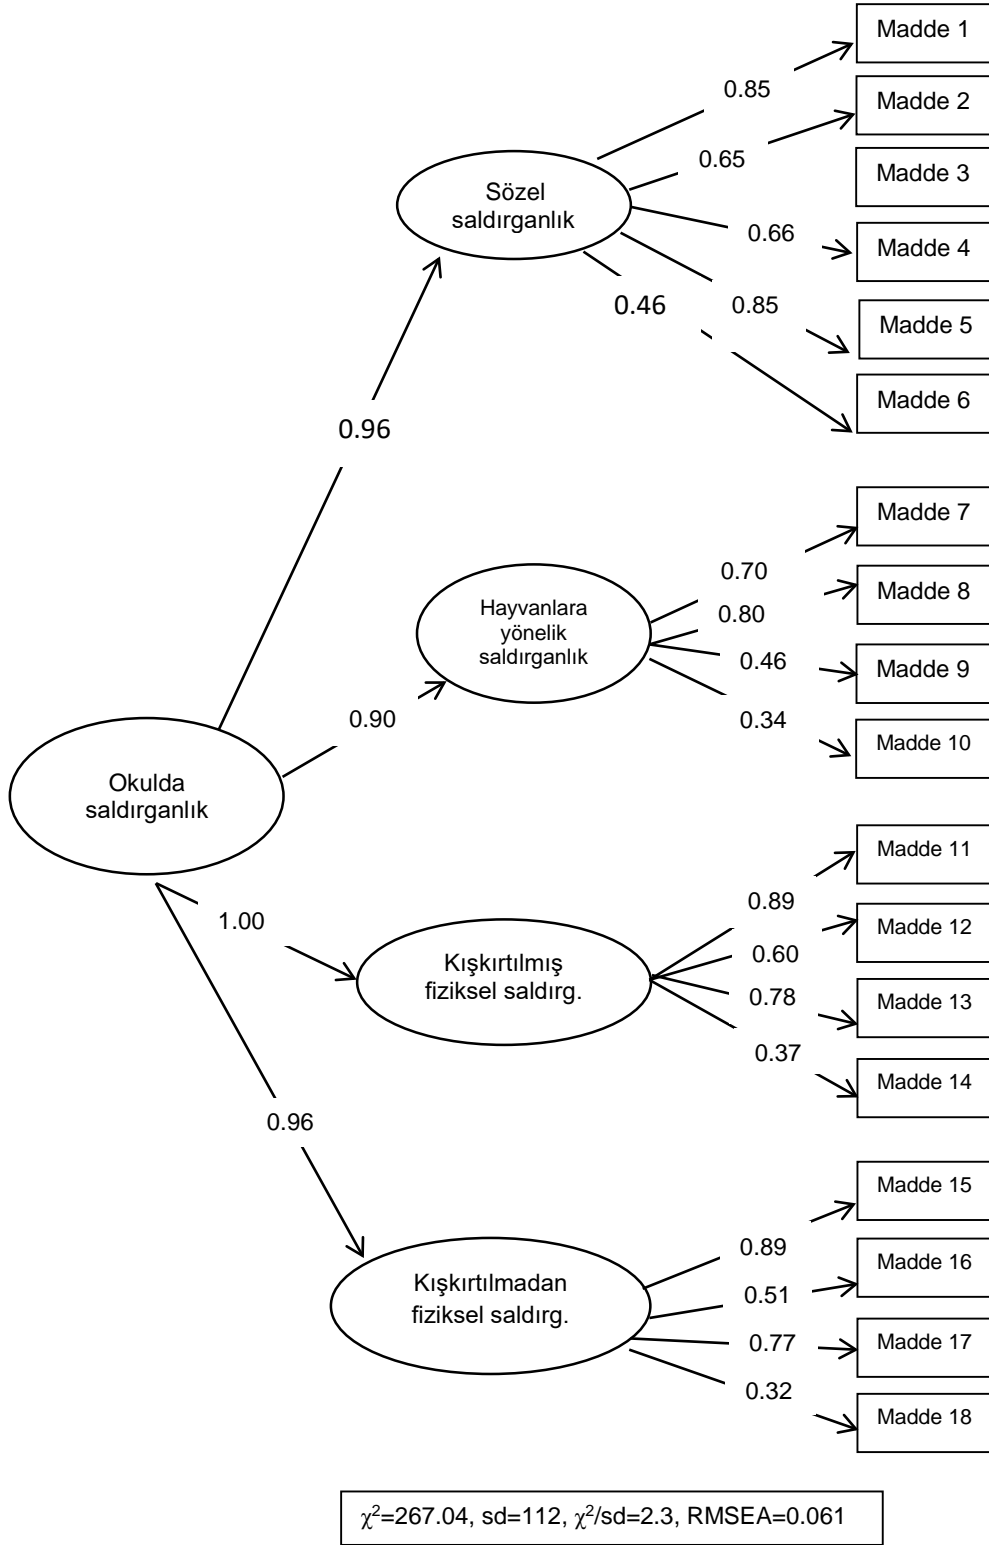 Madde 1
0.85
Madde 2
0.65
Madde 3
Sözel
saldırganlık
0.66
Madde 4
0.46
0.85
Madde 5
Madde 6
0.96
Madde 7
0.70
Madde 8
Hayvanlara
yönelik
saldırganlık
0.80
0.46
Madde 9
0.34
Madde 10
0.90
Okulda
saldırganlık
Madde 11
0.89
1.00
Madde 12
Kışkırtılmış
fiziksel saldırg.
0.60
0.78
Madde 13
0.37
Madde 14
0.96
Madde 15
0.89
Madde 16
Kışkırtılmadan
fiziksel saldırg.
0.51
0.77
Madde 17
0.32
Madde 18
χ²=267.04, sd=112, χ²/sd=2.3, RMSEA=0.061